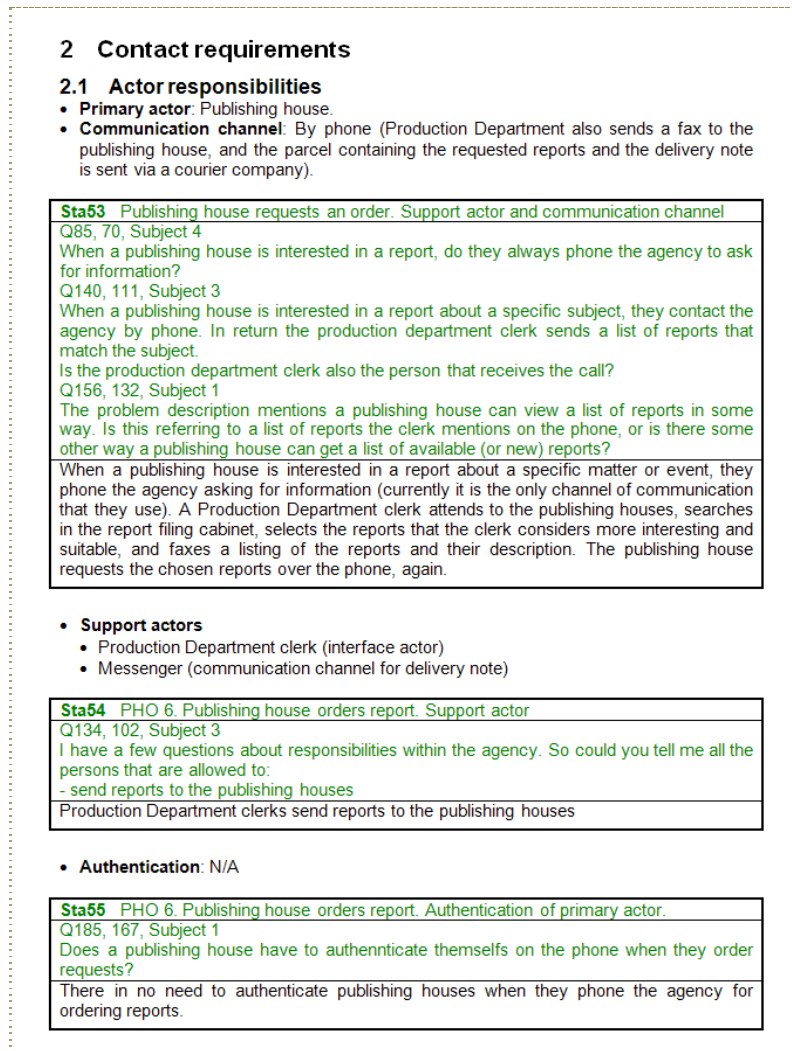 2 Contact requirements
2.1 Actor responsibilities
• Primary actor: Publishing house.
• Communication channel: By phone (Production Department also sends a fax to the
publishing house, and the parcel containing the requested reports and the delivery note
is sent via a courier company).
Sta53 Publishing house requests an order. Support actor and communication channel
Q85, 70, Subject 4
When a publishing house is interested in a report, do they always phone the agency to ask
for information?
Q140, 111, Subject 3
When a publishing house is interested in a report about a specific subject, they contact the
agency by phone. In return the production department clerk sends a list of reports that
match the subject.
Is the production department clerk also the person that receives the call?
Q156, 132, Subject 1
The problem description mentions a publishing house can view a list of reports in some
way. Is this referring to a list of reports the clerk mentions on the phone, or is there some
other way a publishing house can get a list of available (or new) reports?
When a publishing house is interested in a report about a specific matter or event, they
phone the agency asking for information (currently it is the only channel of communication
that they use). A Production Department clerk attends to the publishing houses, searches
in the report filing cabinet, selects the reports that the clerk considers more interesting and
suitable, and faxes a listing of the reports and their description. The publishing house
requests the chosen reports over the phone, again.
• Support actors
• Production Department clerk (interface actor)
• Messenger (communication channel for delivery note)
Sta54 PHO 6. Publishing house orders report. Support actor
Q134, 102, Subject 3
I have a few questions about responsibilities within the agency. So could you tell me all the
persons that are allowed to:
- send reports to the publishing houses
Production Department clerks send reports to the publishing houses
• Authentication: N/A
Sta55 PHO 6. Publishing house orders report. Authentication of primary actor.
Q185, 167, Subject 1
Does a publishing house have to authennticate themselfs on the phone when they order
requests?
There in no need to authenticate publishing houses when they phone the agency for
ordering reports.